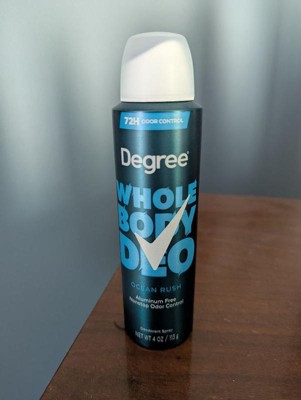 72H ODOR CONTROL
Degree
WHOLE
BODY
DEO
OCEAN RUSH
Aluminum Free
Nonstop Odor Control
Deodorant Spray
NET WT 4 OZ / 113 g